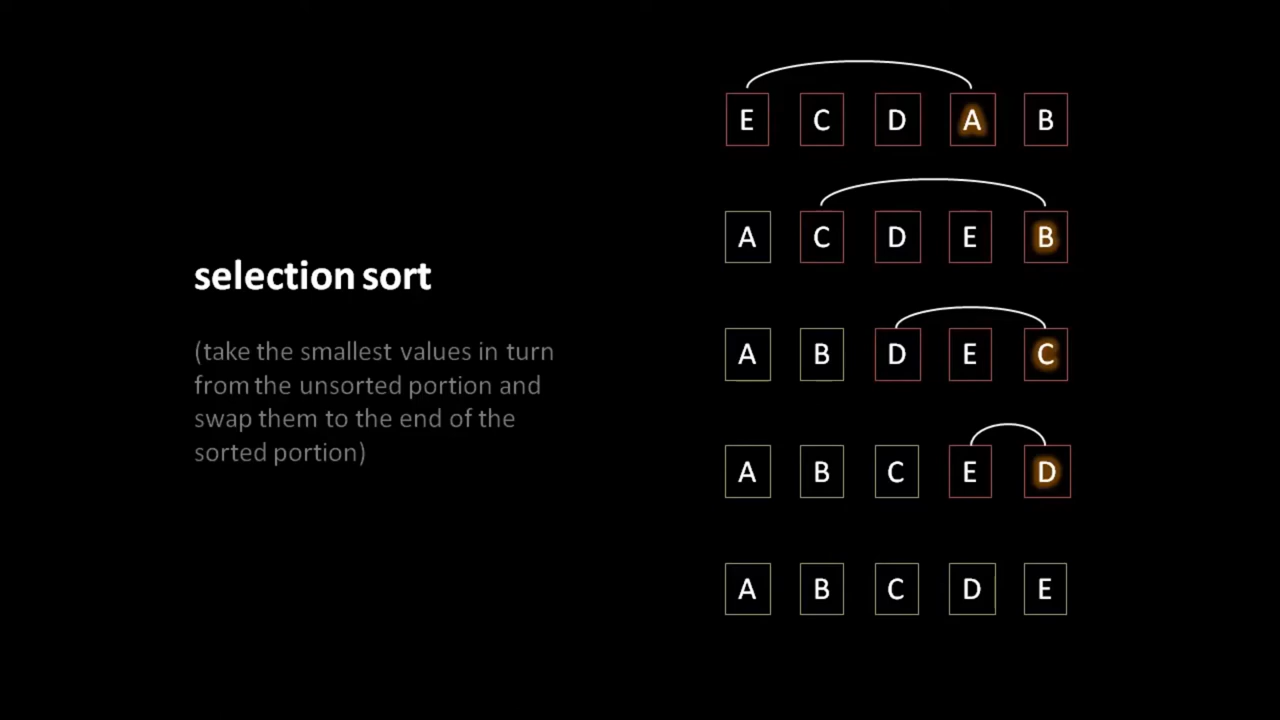 selection sort
(take the smallest values in turn
from the unsorted portion and
swap them to the end of the
sorted portion)
E C D A B
A C D E B
A B D E C
A B C E D
A B C D E